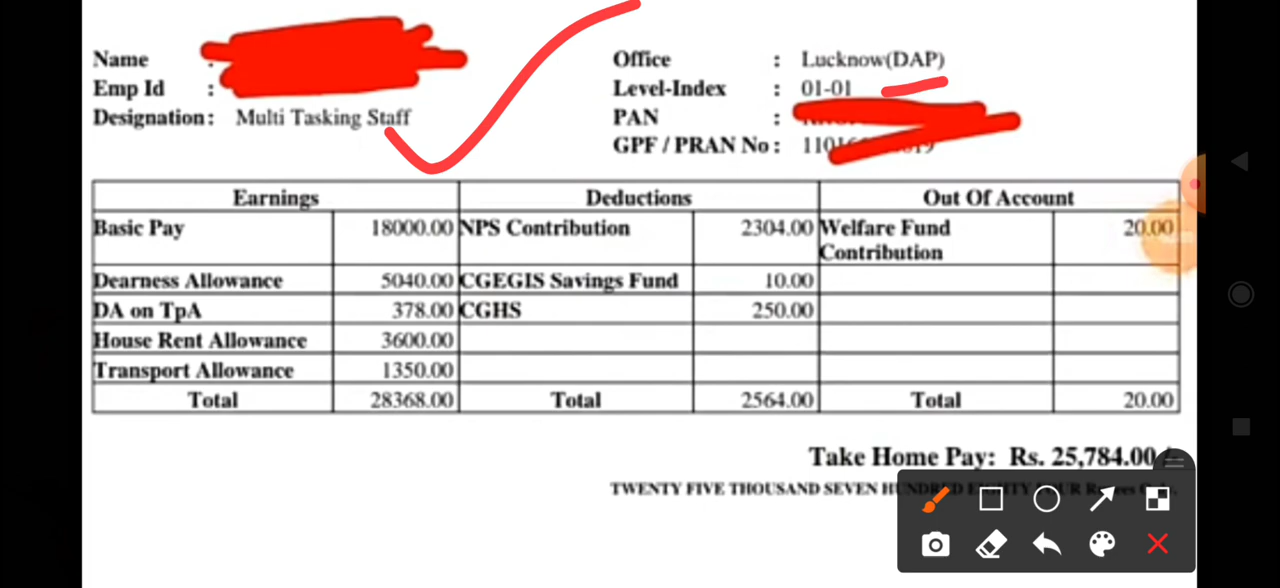 Name : Office : Lucknow(DAP)
Emp Id : Level-Index : 01-01
Designation : Multi Tasking Staff PAN :
GPF / PRAN No :
Earnings Deductions Out Of Account
Basic Pay 18000.00 NPS Contribution 2304.00 Welfare Fund Contribution 20.00
Dearness Allowance 5040.00 CGEGIS Savings Fund 10.00
DA on TpA 378.00 CGHS 250.00
House Rent Allowance 3600.00
Transport Allowance 1350.00
Total 28368.00 Total 2564.00 Total 20.00
Take Home Pay: Rs. 25,784.00
TWENTY FIVE THOUSAND SEVEN HUNDRED EIGHTY FOUR